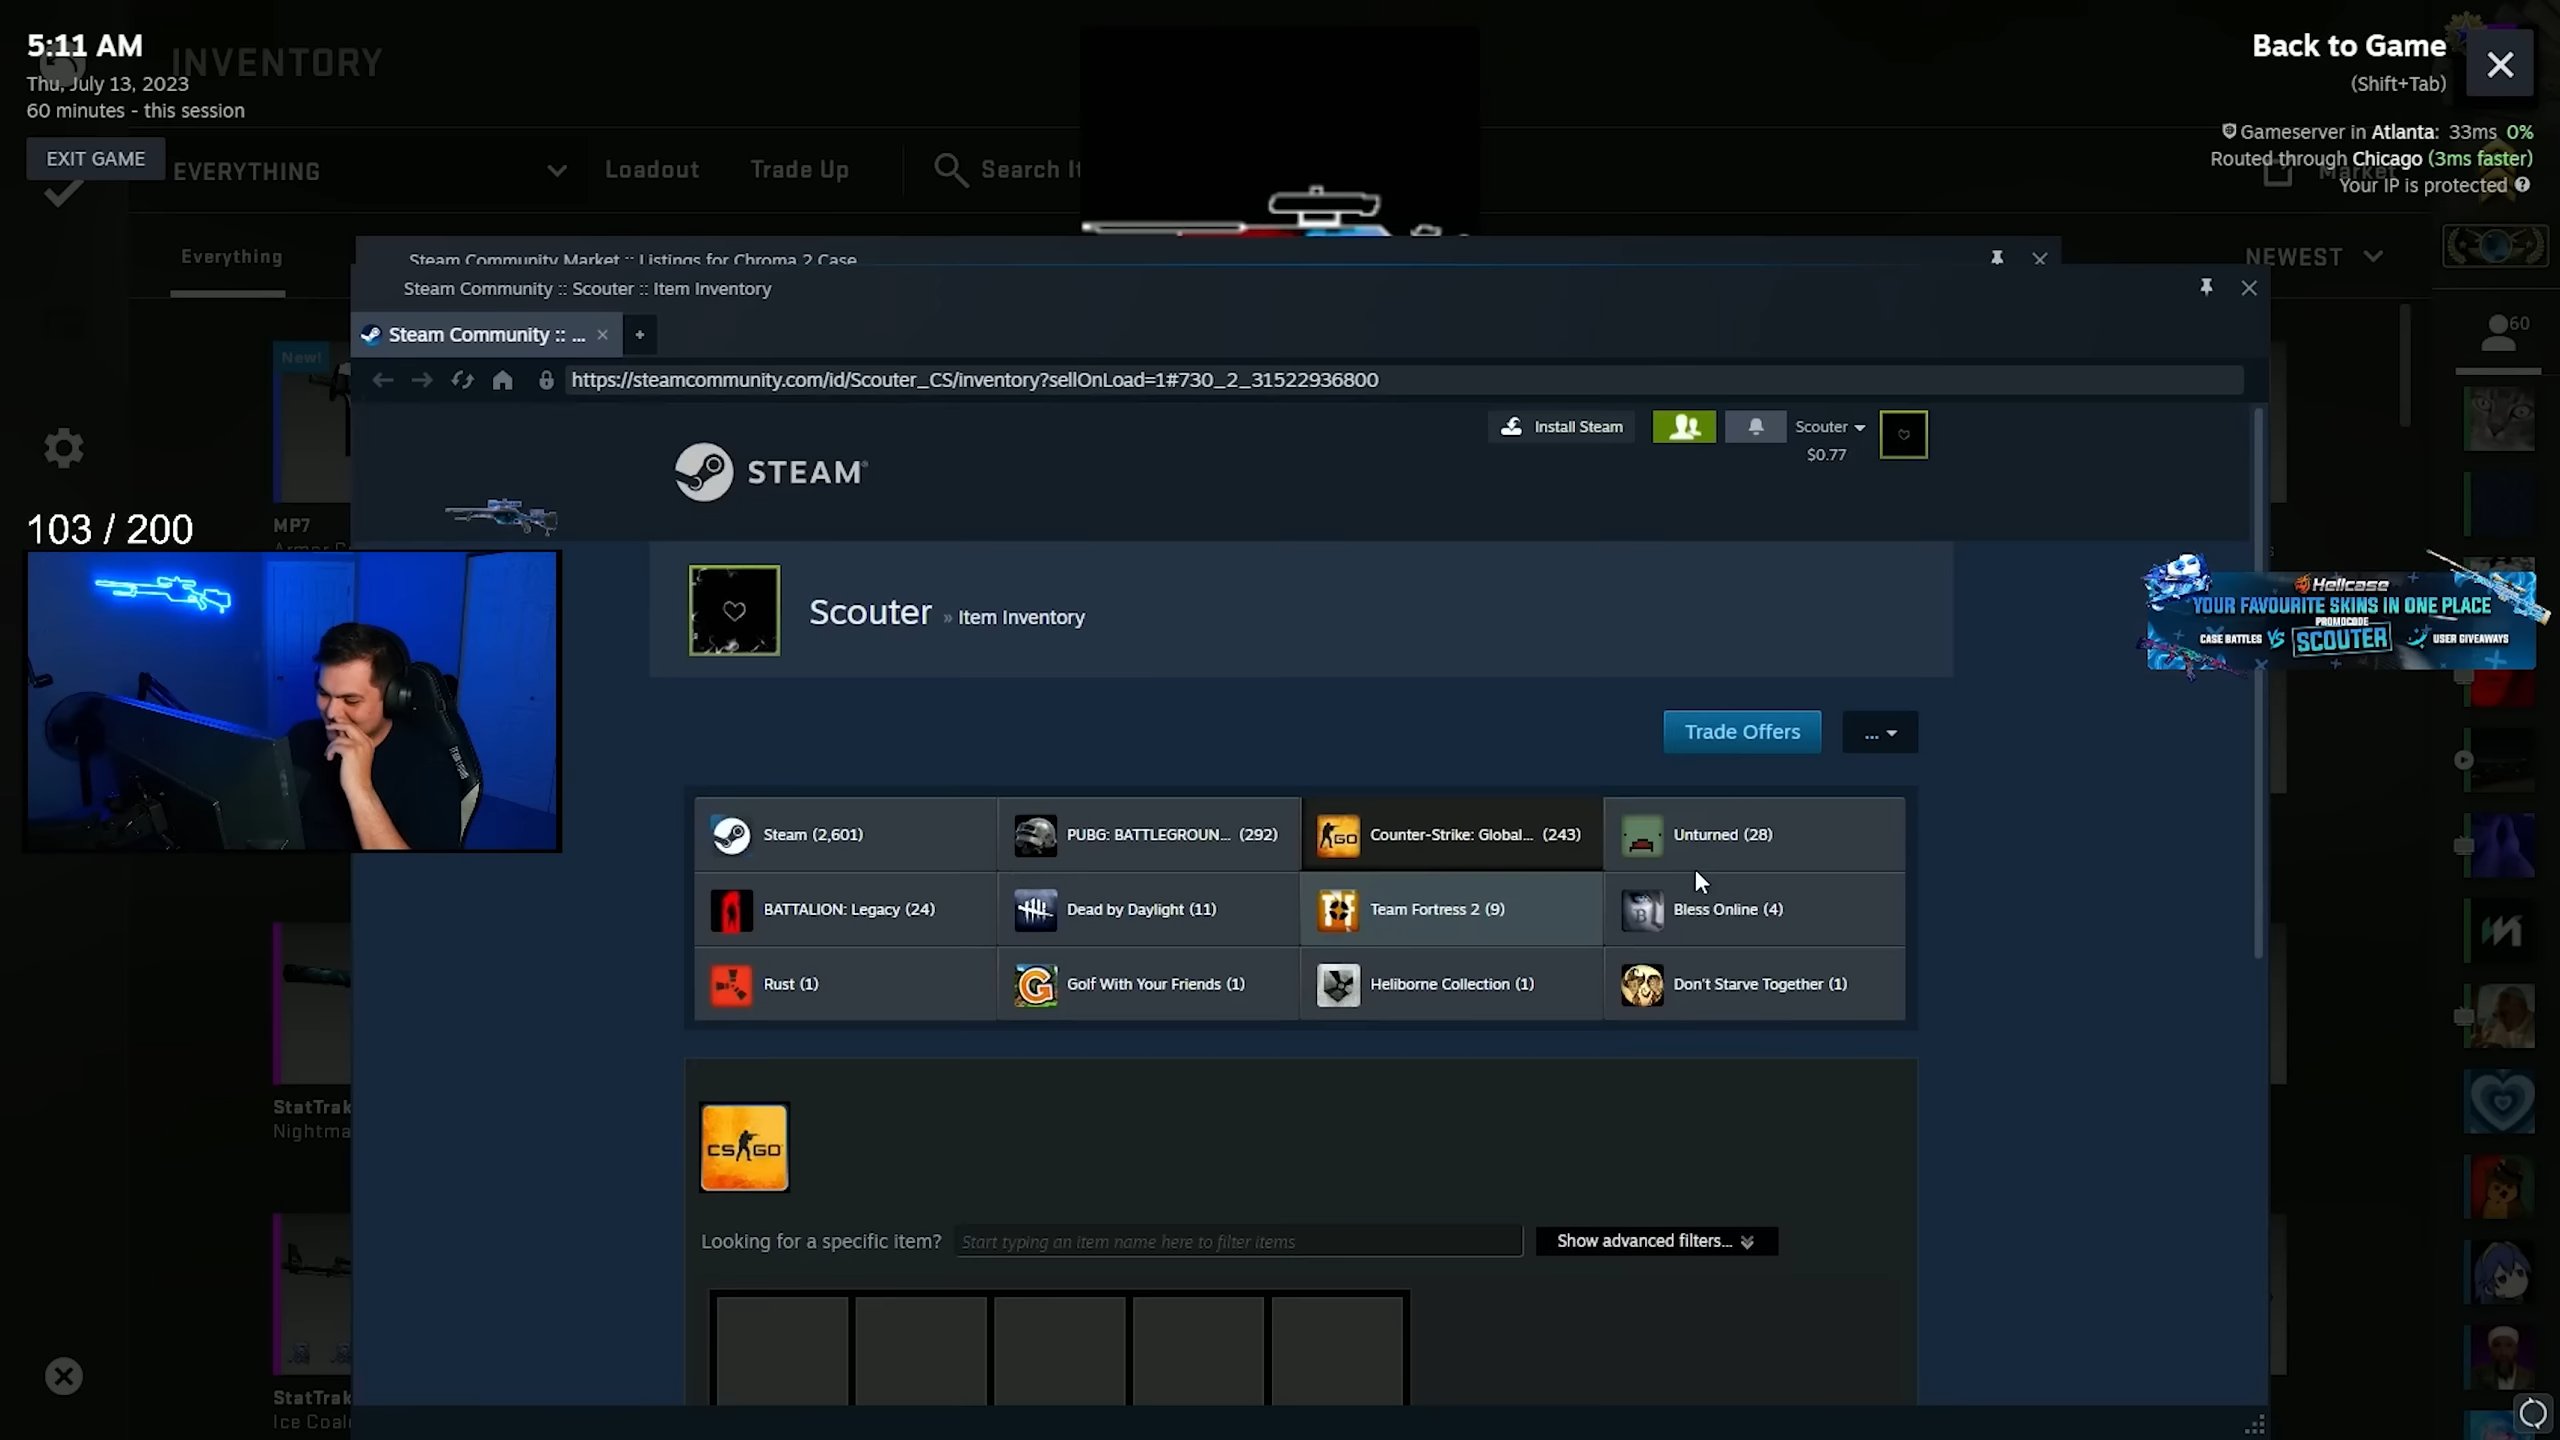 5:11 AM
Thu, July 13, 2023
60 minutes - this session
EXIT GAME
INVENTORY
EVERYTHING
Loadout
Trade Up
Search It
Back to Game
(Shift+Tab)
Gameserver in Atlanta: 33ms 0%
Routed through Chicago (3ms faster)
Market
Your IP is protected
Everything
NEWEST
60
New!
MP7
103 / 200
StatTrak
Nightma
StatTrak
Ice Coal
Steam Community Market :: Listings for Chroma 2 Case
Steam Community :: Scouter :: Item Inventory
Steam Community :: ...
https://steamcommunity.com/id/Scouter_CS/inventory?sellOnLoad=1#730_2_31522936800
Install Steam
Scouter
$0.77
STEAM®
Scouter » Item Inventory
Trade Offers
...
Steam (2,601)
PUBG: BATTLEGROUN... (292)
Counter-Strike: Global... (243)
Unturned (28)
BATTALION: Legacy (24)
Dead by Daylight (11)
Team Fortress 2 (9)
Bless Online (4)
Rust (1)
Golf With Your Friends (1)
Heliborne Collection (1)
Don't Starve Together (1)
CS GO
Looking for a specific item?
Start typing an item name here to filter items
Show advanced filters...
Hellcase
YOUR FAVOURITE SKINS IN ONE PLACE
PROMOCODE
CASE BATTLES VS SCOUTER USER GIVEAWAYS